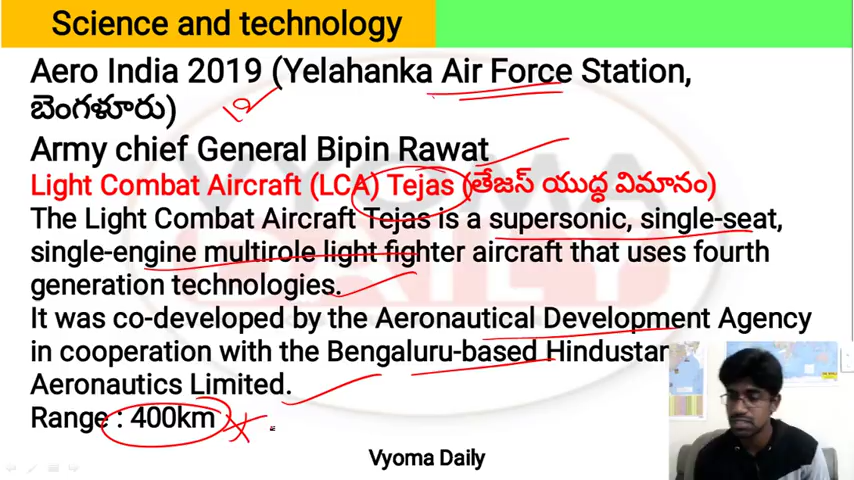 Science and technology
Aero India 2019 (Yelahanka Air Force Station,
బెంగళూరు)
Army chief General Bipin Rawat
Light Combat Aircraft (LCA) Tejas (తేజస్ యుద్ధ విమానం)
The Light Combat Aircraft Tejas is a supersonic, single-seat,
single-engine multirole light fighter aircraft that uses fourth
generation technologies.
It was co-developed by the Aeronautical Development Agency
in cooperation with the Bengaluru-based Hindustan
Aeronautics Limited.
Range : 400km
Vyoma Daily